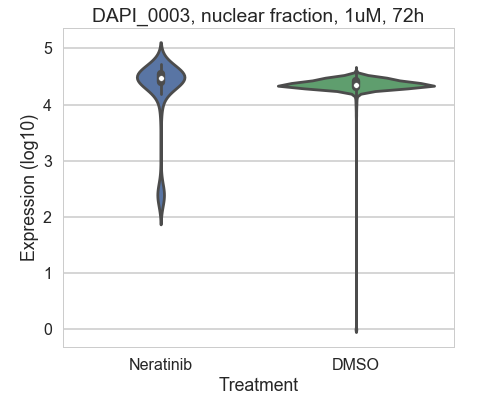 DAPI_0003, nuclear fraction, 1uM, 72h
5
4
3
2
1
0
Expression (log10)
Neratinib DMSO
Treatment